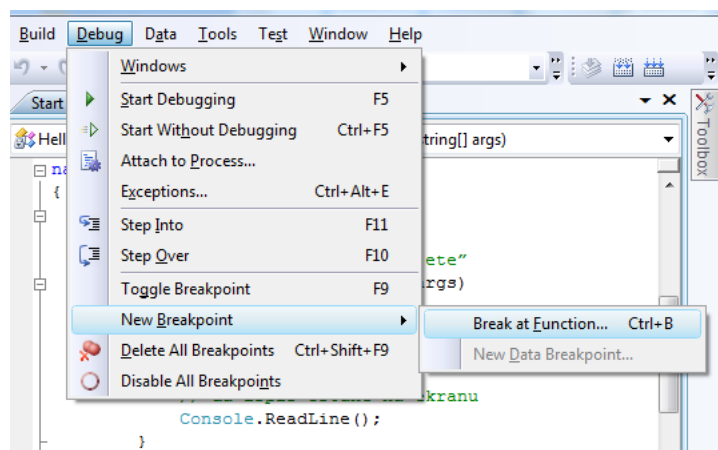 Build Debug Data Tools Test Window Help
Windows
Start
Start Debugging F5
Hell
Start Without Debugging Ctrl+F5
tring[] args)
Toolbox
Attach to Process...
na
{
Exceptions... Ctrl+Alt+E
Step Into F11
Step Over F10
ete”
Toggle Breakpoint F9
rgs)
New Breakpoint
Break at Function... Ctrl+B
Delete All Breakpoints Ctrl+Shift+F9
New Data Breakpoint...
Disable All Breakpoints
Console.ReadLine();
}